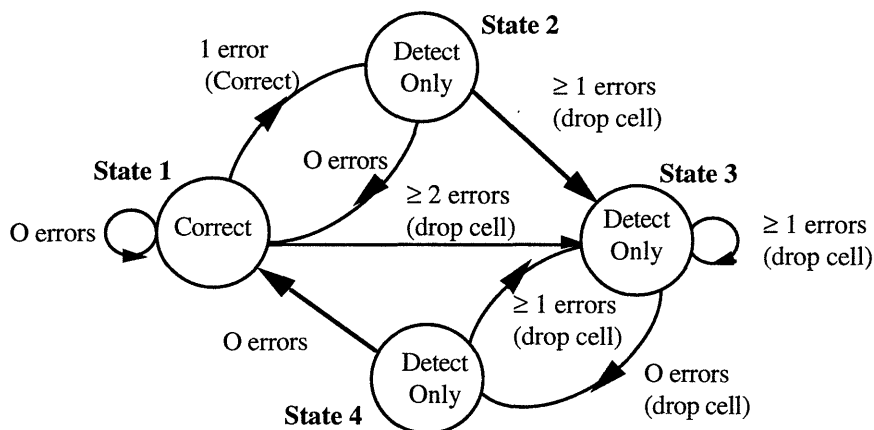 State 2
1 error
(Correct)
Detect
Only
≥ 1 errors
(drop cell)
O errors
State 1
State 3
≥ 2 errors
(drop cell)
Correct
Detect
Only
O errors
≥ 1 errors
(drop cell)
≥ 1 errors
(drop cell)
O errors
Detect
Only
O errors
(drop cell)
State 4